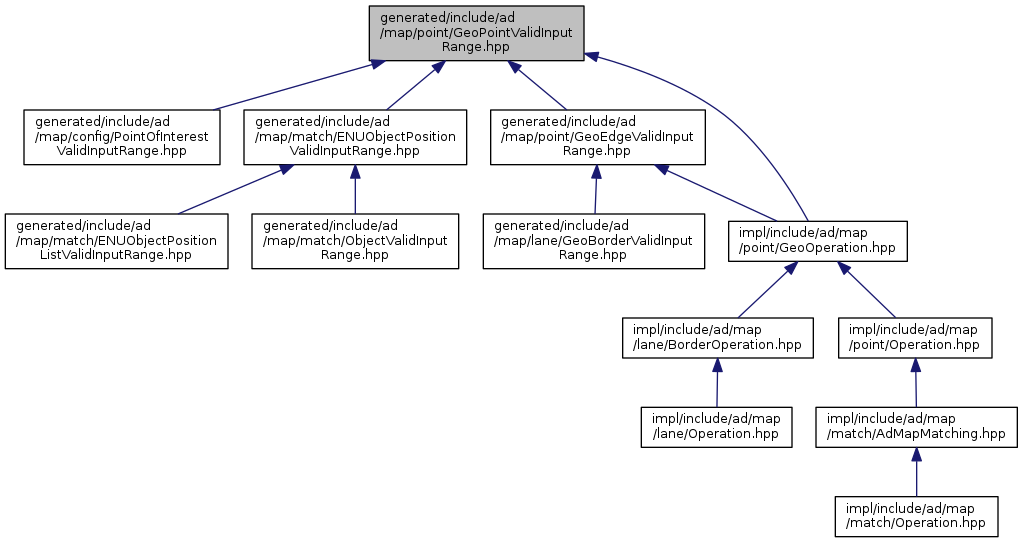 generated/include/ad
/map/point/GeoPointValidInput
Range.hpp
generated/include/ad
/map/config/PointOfInterest
ValidInputRange.hpp
generated/include/ad
/map/match/ENUObjectPosition
ValidInputRange.hpp
generated/include/ad
/map/point/GeoEdgeValidInput
Range.hpp
generated/include/ad
/map/match/ENUObjectPosition
ListValidInputRange.hpp
generated/include/ad
/map/match/ObjectValidInput
Range.hpp
generated/include/ad
/map/lane/GeoBorderValidInput
Range.hpp
impl/include/ad/map
/point/GeoOperation.hpp
impl/include/ad/map
/lane/BorderOperation.hpp
impl/include/ad/map
/point/Operation.hpp
impl/include/ad/map
/lane/Operation.hpp
impl/include/ad/map
/match/AdMapMatching.hpp
impl/include/ad/map
/match/Operation.hpp